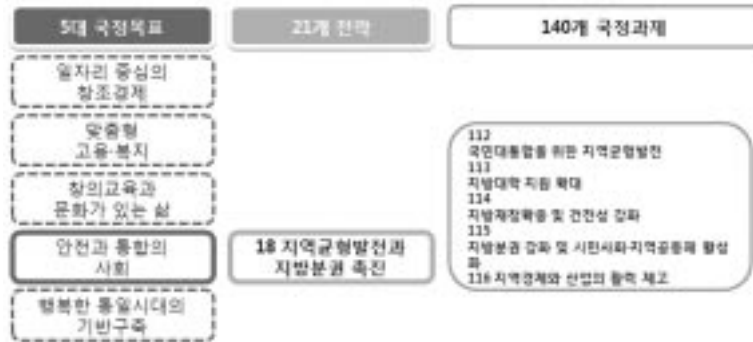 5대 국정목표
21개 전략
140개 국정과제
일자리 중심의
창조경제
맞춤형
고용·복지
창의교육과
문화가 있는 삶
안전과 통합의
사회
행복한 통일시대의
기반구축
18 지역균형발전과
지방분권 촉진
112
국민대통합을 위한 지역균형발전
113
지방대학 지원 확대
114
지방재정확충 및 건전성 강화
115
지방분권 강화 및 시민사회·지역공동체 활성
화
116 지역경제와 산업의 활력 제고